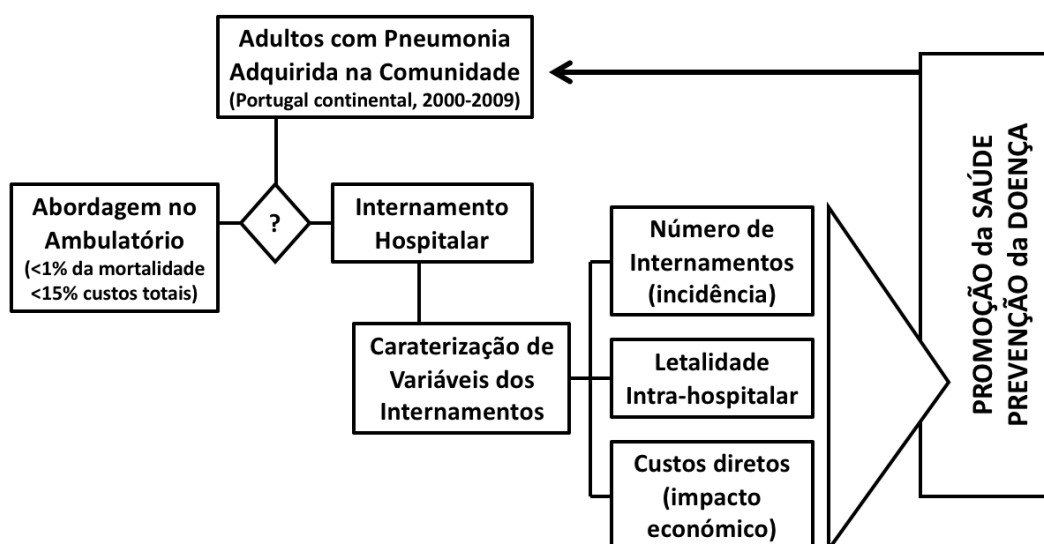 Adultos com Pneumonia
Adquirida na Comunidade
(Portugal continental, 2000-2009)
Abordagem no
Ambulatório
(<1% da mortalidade
<15% custos totais)
?
Internamento
Hospitalar
Caraterização de
Variáveis dos
Internamentos
Número de
Internamentos
(incidência)
Letalidade
Intra-hospitalar
Custos diretos
(impacto
económico)
PROMOÇÃO da SAÚDE
PREVENÇÃO da DOENÇA